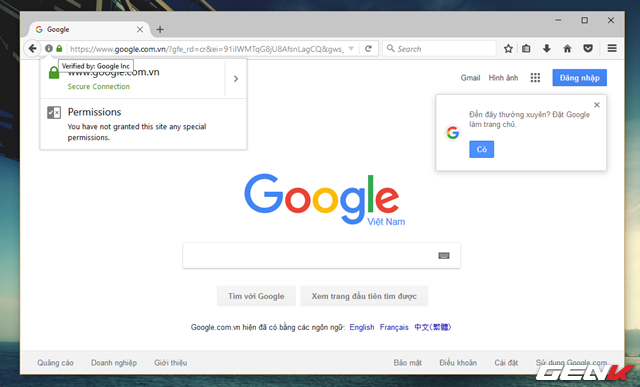 Google
https://www.google.com.vn/?gfe_rd=cr&ei=91iIWMTqG8jU8AfsnLagCQ&gws_
Search
Verified by: Google Inc
www.google.com.vn
Secure Connection
Permissions
You have not granted this site any special
permissions.
Gmail
Hình ảnh
Đăng nhập
Đến đây thường xuyên? Đặt Google
làm trang chủ
Có
Google
Việt Nam
Tìm với Google
Xem trang đầu tiên tìm được
Google.com.vn hiện đã có bằng các ngôn ngữ: English Français 中文(繁體)
Quảng cáo
Doanh nghiệp
Giới thiệu
Bảo mật
Điều khoản
Cài đặt
Sử dụng Google.com
GENK